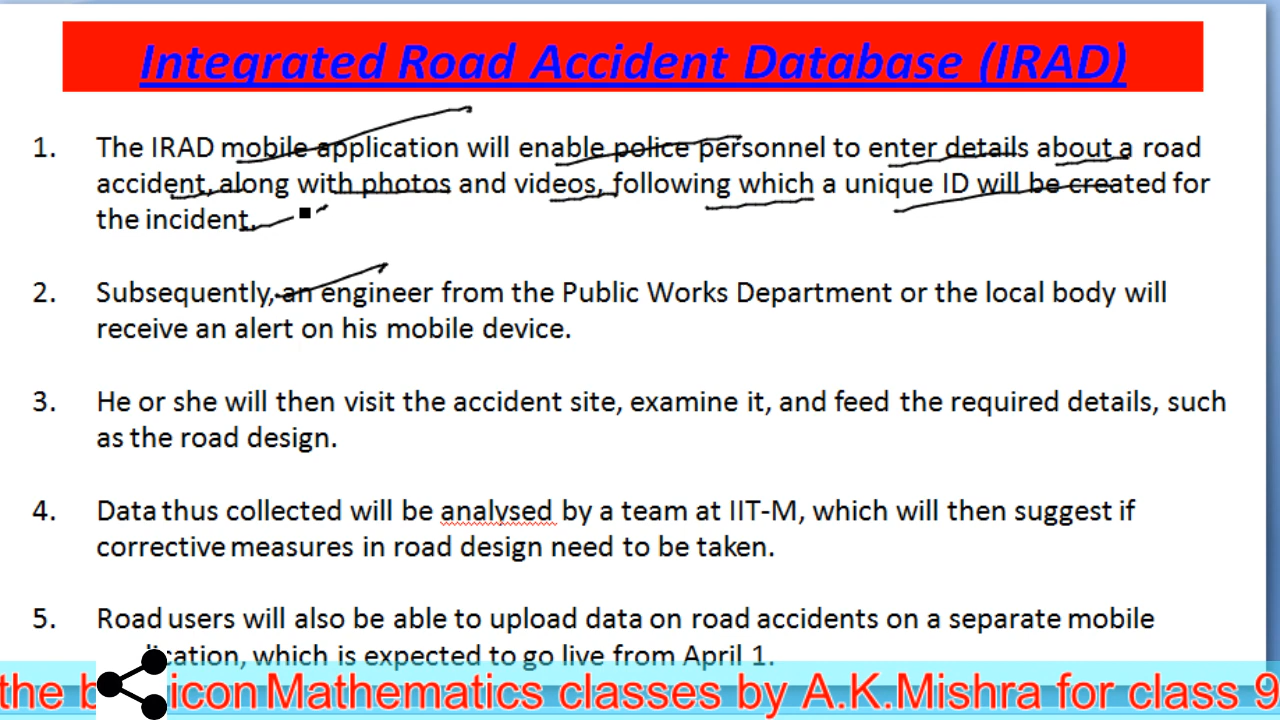 Integrated Road Accident Database (IRAD)
1. The IRAD mobile application will enable police personnel to enter details about a road
accident, along with photos and videos, following which a unique ID will be created for
the incident.
2. Subsequently, an engineer from the Public Works Department or the local body will
receive an alert on his mobile device.
3. He or she will then visit the accident site, examine it, and feed the required details, such
as the road design.
4. Data thus collected will be analysed by a team at IIT-M, which will then suggest if
corrective measures in road design need to be taken.
5. Road users will also be able to upload data on road accidents on a separate mobile
which is expected to go live from April 1.
the icon Mathematics classes by A.K.Mishra for class 9